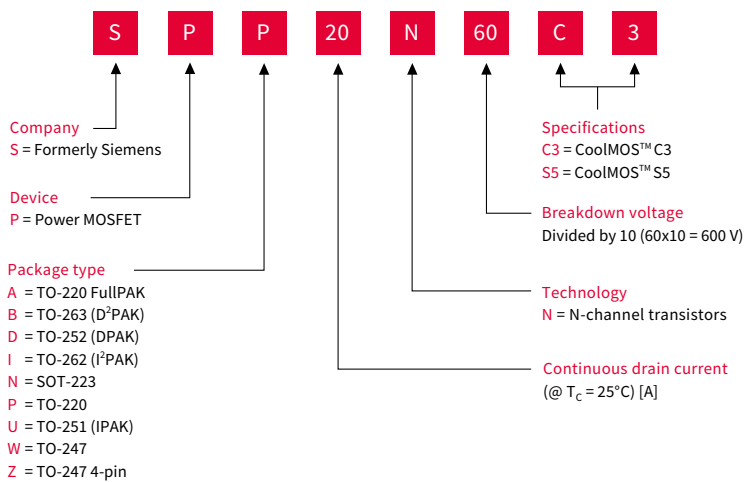 S P P 20 N 60 C 3
Company
S = Formerly Siemens
Device
P = Power MOSFET
Package type
A = TO-220 FullPAK
B = TO-263 (D²PAK)
D = TO-252 (DPAK)
I = TO-262 (I²PAK)
N = SOT-223
P = TO-220
U = TO-251 (IPAK)
W = TO-247
Z = TO-247 4-pin
Specifications
C3 = CoolMOS™ C3
S5 = CoolMOS™ S5
Breakdown voltage
Divided by 10 (60x10 = 600 V)
Technology
N = N-channel transistors
Continuous drain current
(@ T_C = 25°C) [A]